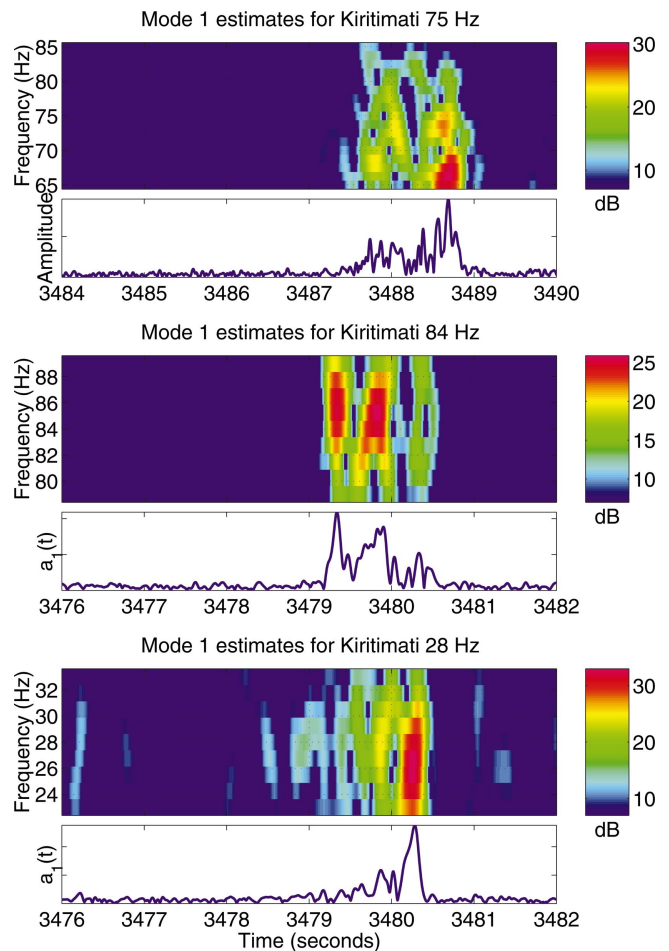 Mode 1 estimates for Kiritimati 75 Hz
Frequency (Hz)
85
80
75
70
65
30
20
10
dB
Amplitude
3484 3485 3486 3487 3488 3489 3490
Mode 1 estimates for Kiritimati 84 Hz
Frequency (Hz)
88
86
84
82
80
25
20
15
10
dB
a_1(t)
3476 3477 3478 3479 3480 3481 3482
Mode 1 estimates for Kiritimati 28 Hz
Frequency (Hz)
32
30
28
26
24
30
20
10
dB
a_1(t)
3476 3477 3478 3479 3480 3481 3482
Time (seconds)